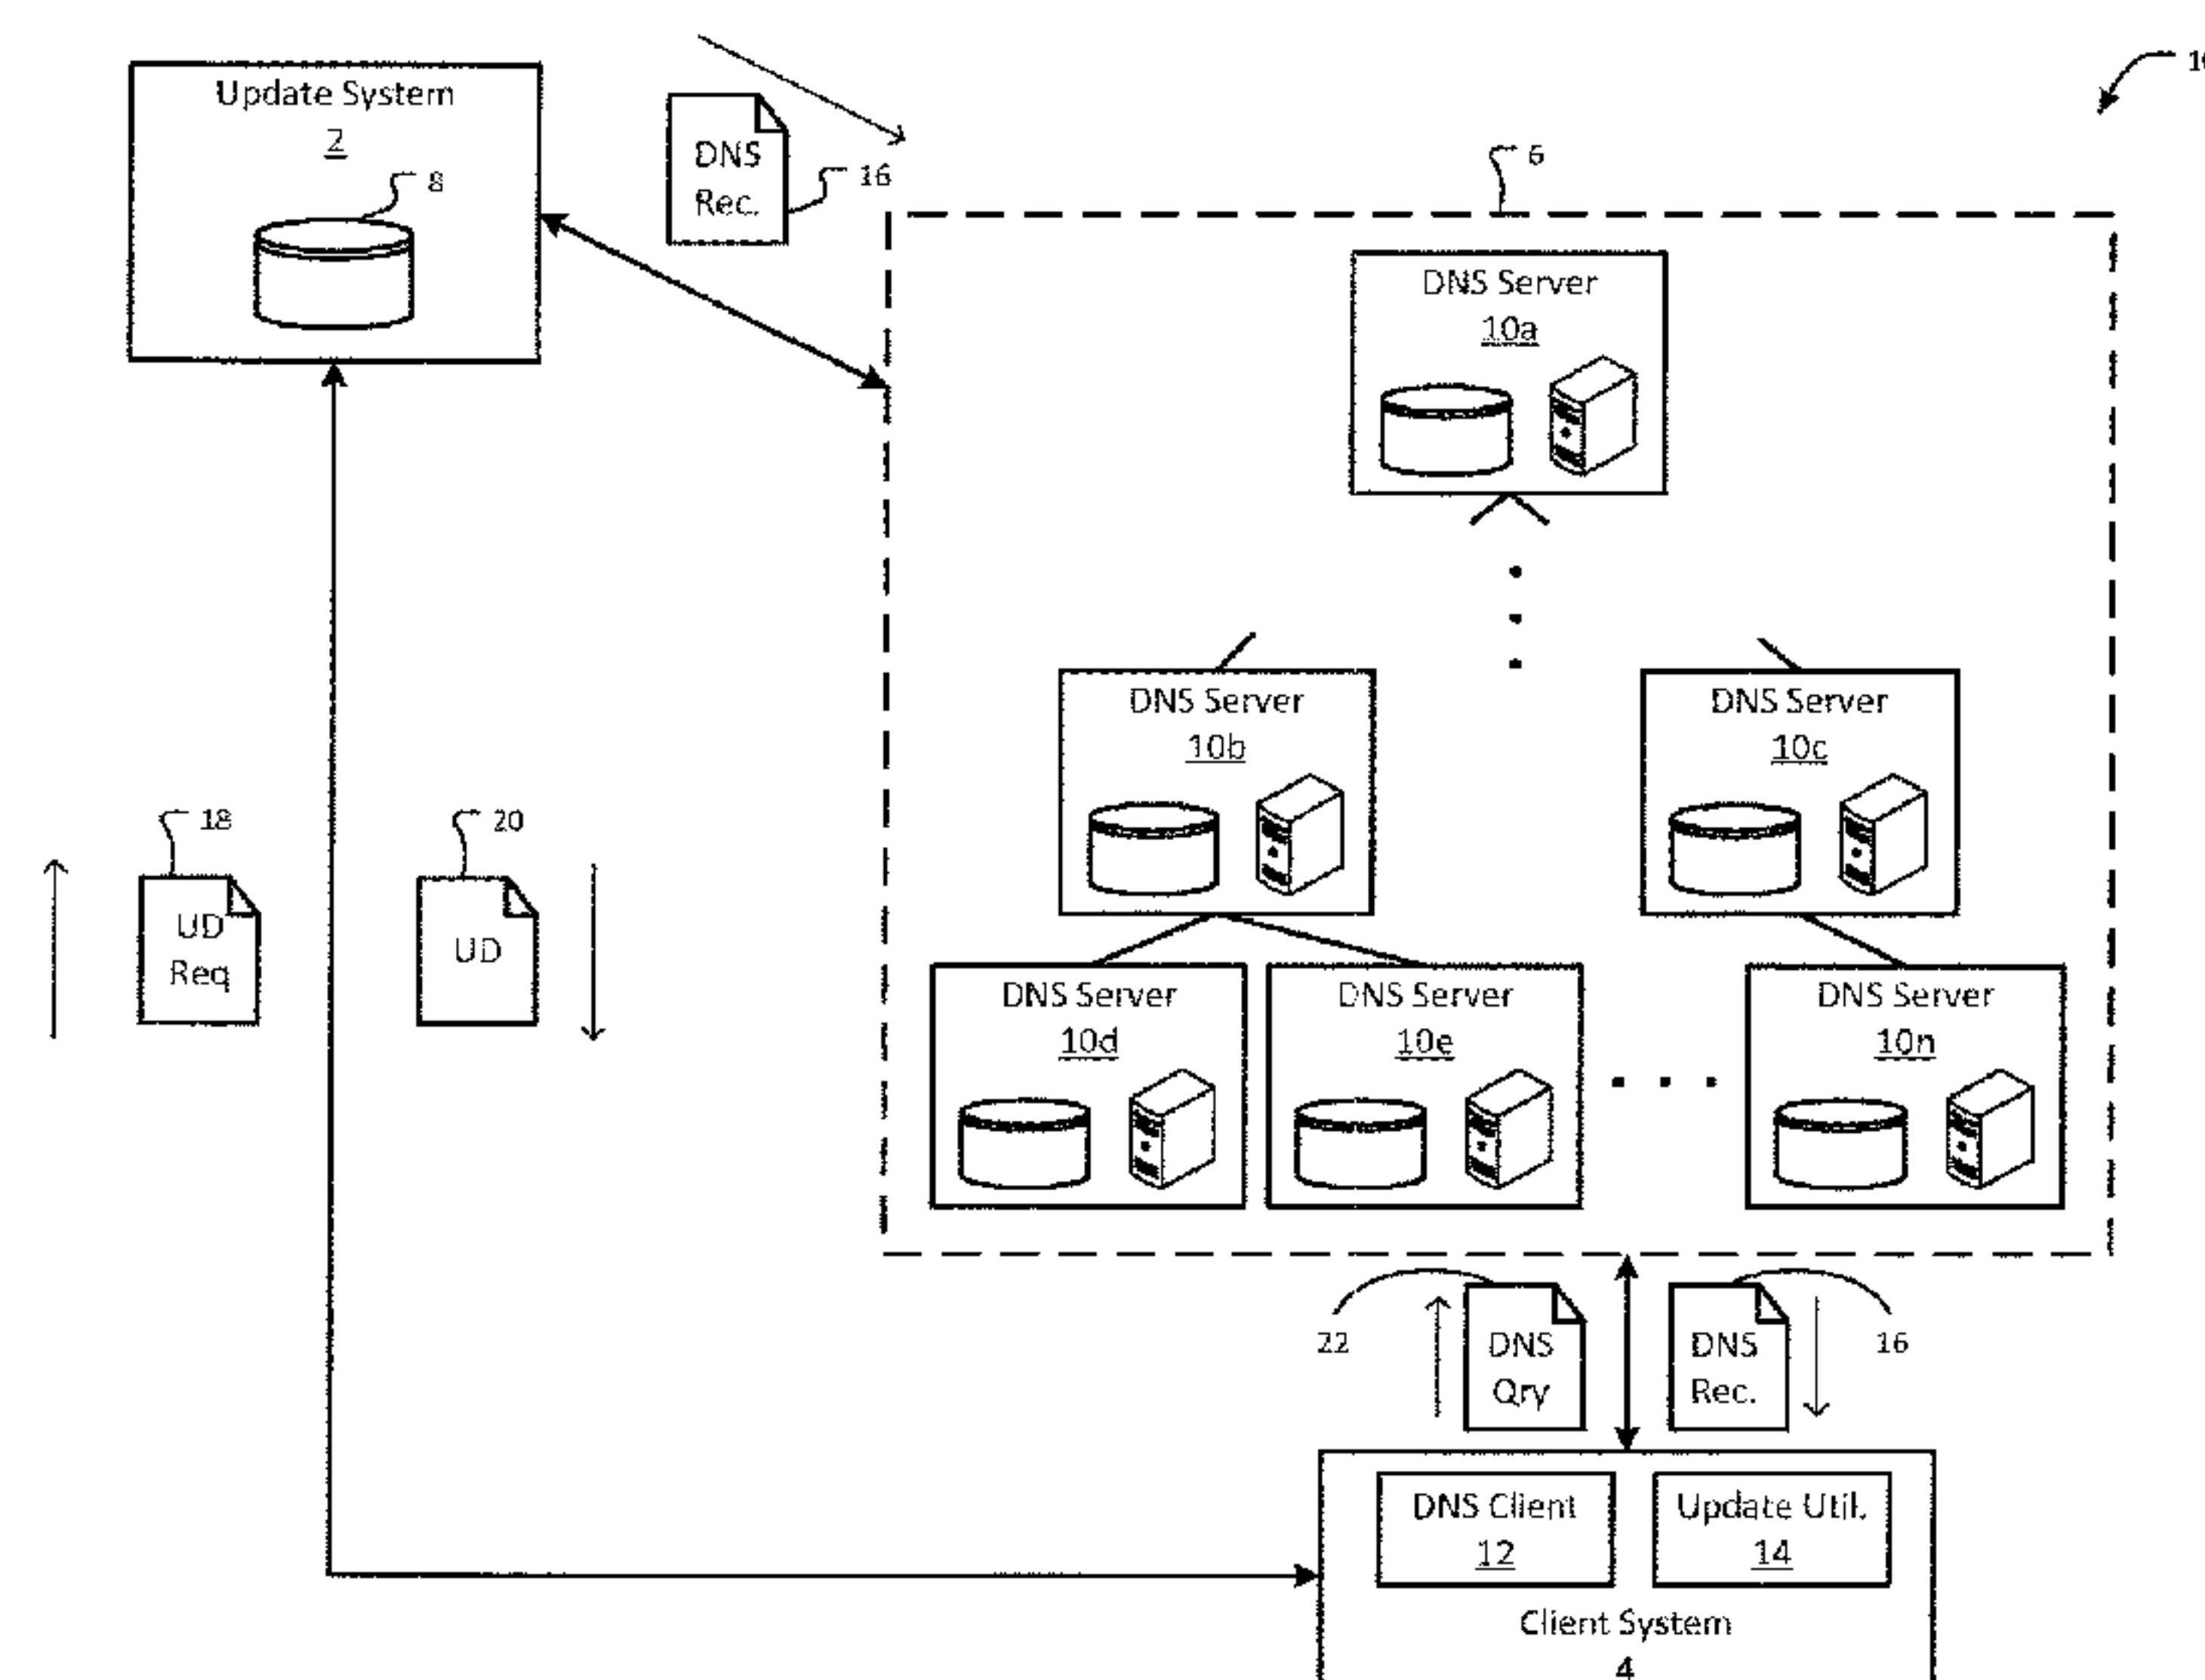 Update System
2
8
DNS
Rec.
16
6
DNS Server
10a
DNS Server
10b
DNS Server
10c
18
UD
Req
20
UD
DNS Server
10d
DNS Server
10e
DNS Server
10n
22
DNS
Qry
DNS
Rec.
16
DNS Client
12
Update Util.
14
Client System
4